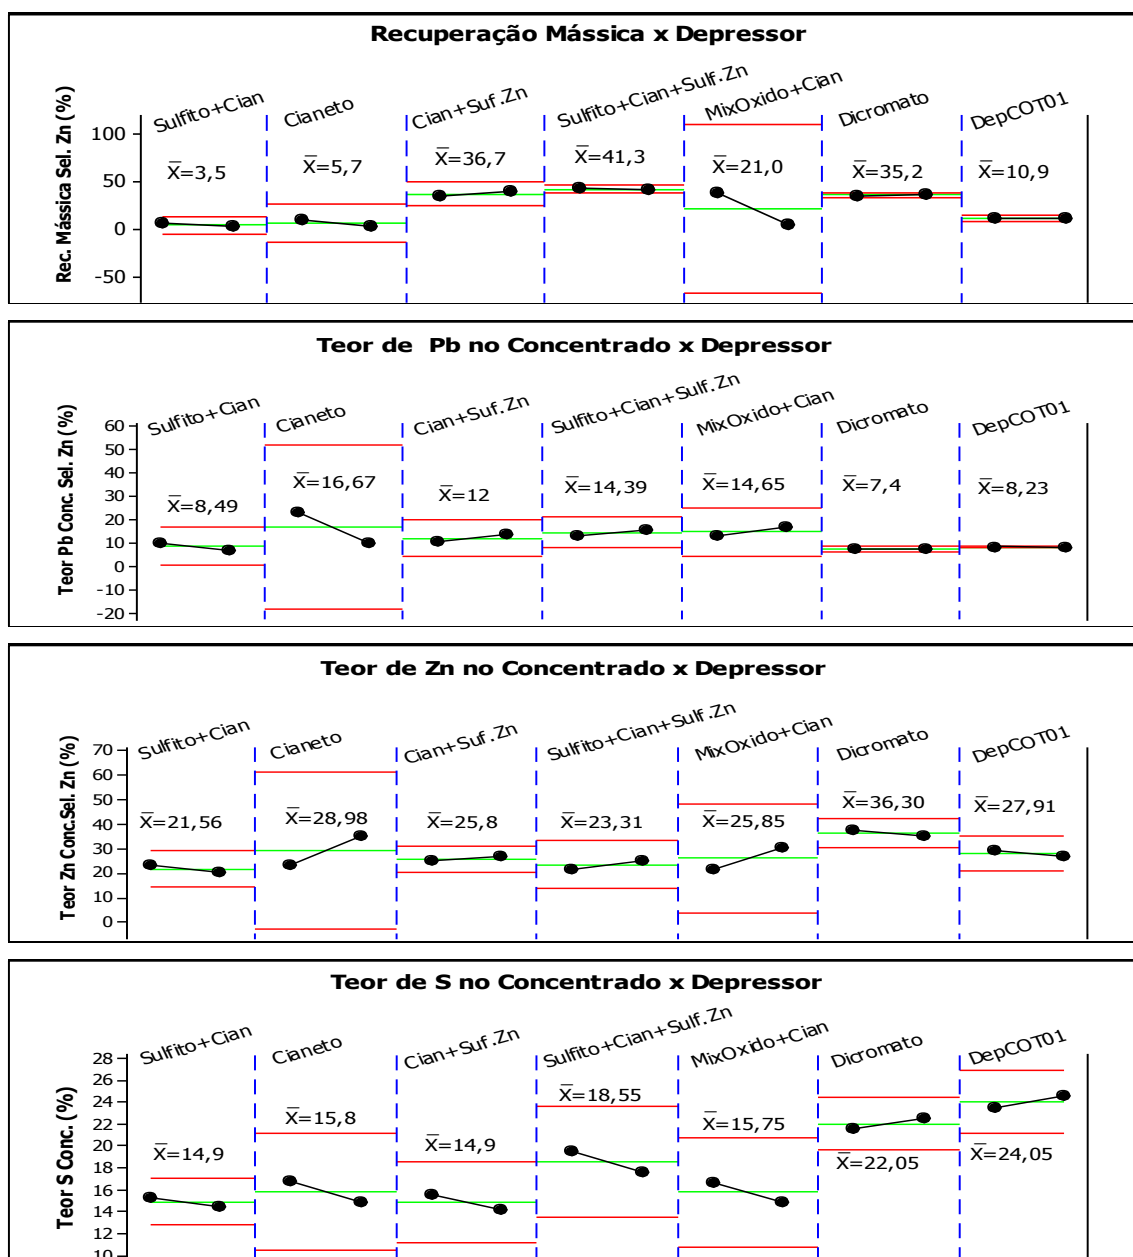 Recuperação Mássica x Depressor
Rec. Mássica Sel. Zn (%)
100
50
0
-50
Sulfito+Cian
Cianeto
Cian+Suf.Zn
Sulfito+Cian+Sulf.Zn
MixOxido+Cian
Dicromato
DepCOT01
X̅=3,5
X̅=5,7
X̅=36,7
X̅=41,3
X̅=21,0
X̅=35,2
X̅=10,9
Teor de Pb no Concentrado x Depressor
Teor Pb Conc. Sel. Zn (%)
60
50
40
30
20
10
0
-10
-20
Sulfito+Cian
Cianeto
Cian+Suf.Zn
Sulfito+Cian+Sulf.Zn
MixOxido+Cian
Dicromato
DepCOT01
X̅=8,49
X̅=16,67
X̅=12
X̅=14,39
X̅=14,65
X̅=7,4
X̅=8,23
Teor de Zn no Concentrado x Depressor
Teor Zn Conc.Sel. Zn (%)
70
60
50
40
30
20
10
0
Sulfito+Cian
Cianeto
Cian+Suf.Zn
Sulfito+Cian+Sulf.Zn
MixOxido+Cian
Dicromato
DepCOT01
X̅=21,56
X̅=28,98
X̅=25,8
X̅=23,31
X̅=25,85
X̅=36,30
X̅=27,91
Teor de S no Concentrado x Depressor
Teor S Conc. (%)
28
26
24
22
20
18
16
14
12
10
Sulfito+Cian
Cianeto
Cian+Suf.Zn
Sulfito+Cian+Sulf.Zn
MixOxido+Cian
Dicromato
DepCOT01
X̅=14,9
X̅=15,8
X̅=14,9
X̅=18,55
X̅=15,75
X̅=22,05
X̅=24,05